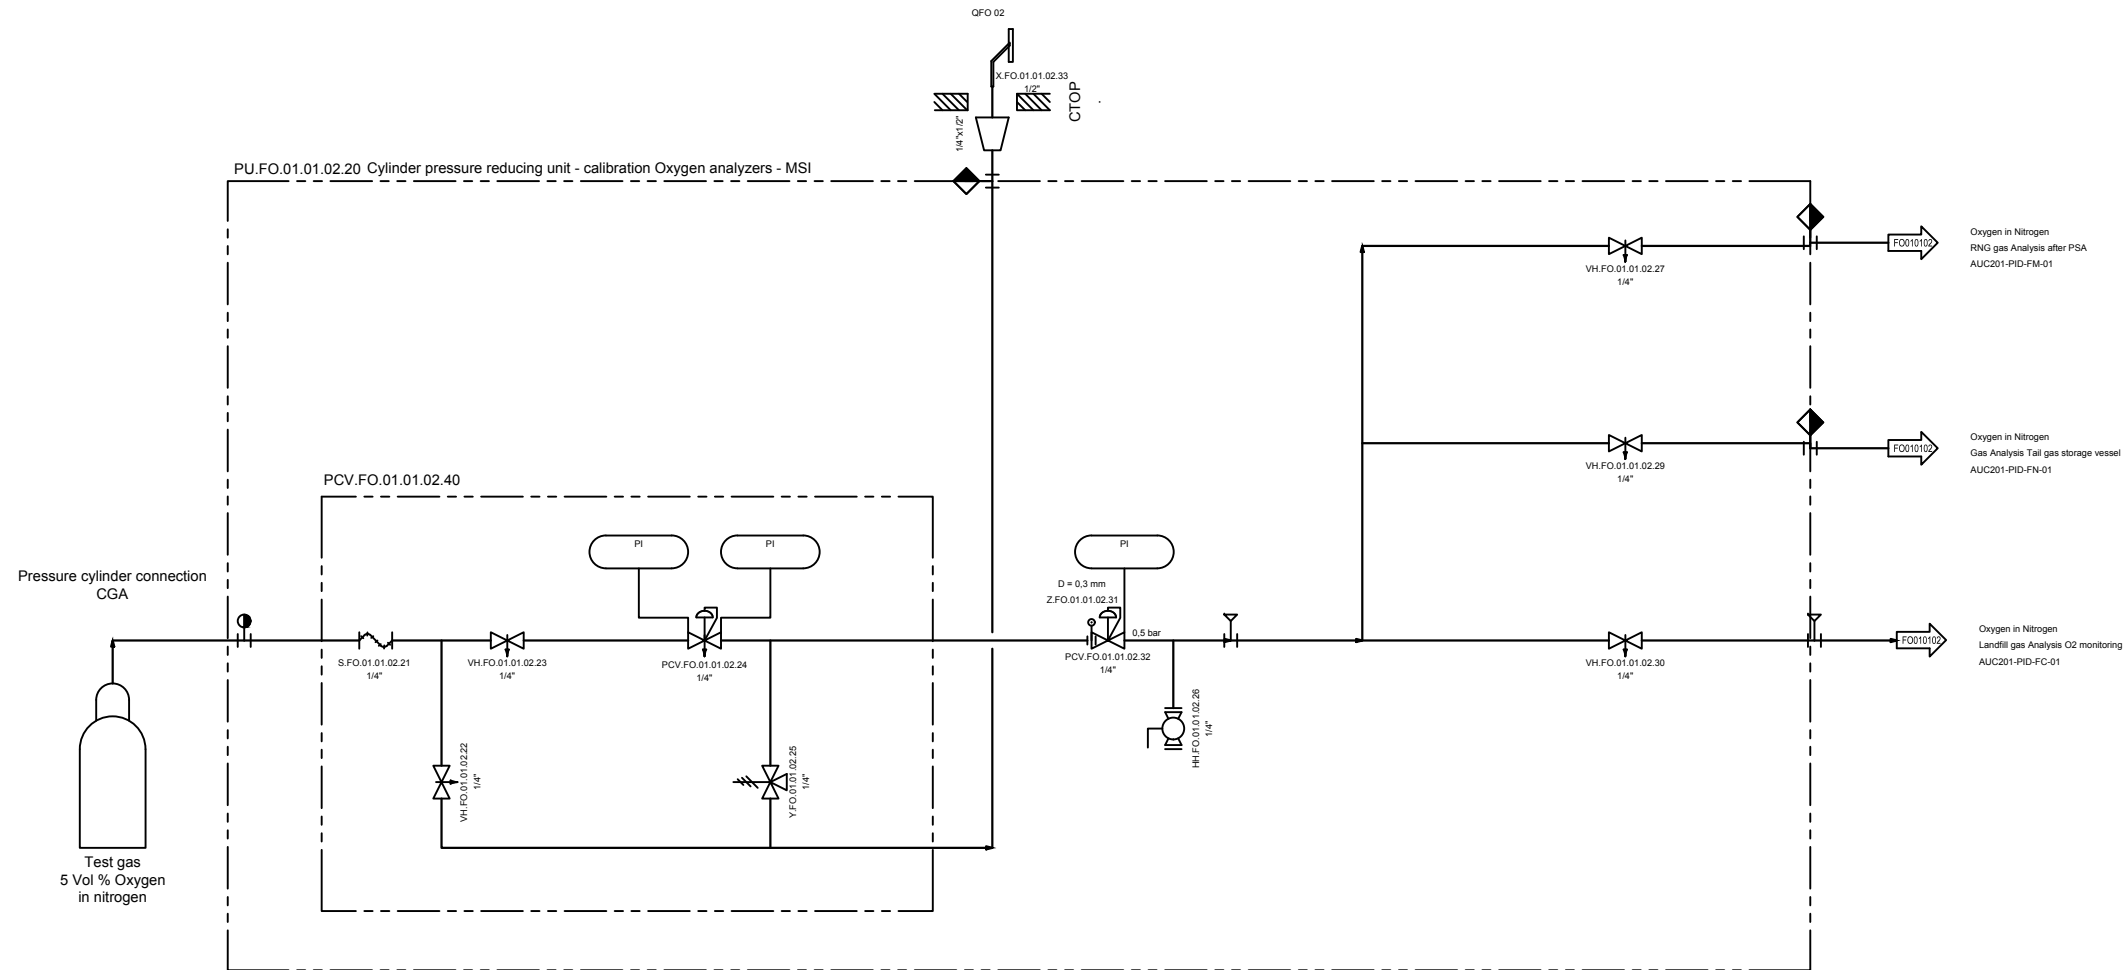 QFO 02
X.FO.01.01.02.33
1/2"
CTOP
1/4"x1/2"
PU.FO.01.01.02.20 Cylinder pressure reducing unit - calibration Oxygen analyzers - MSI
FO010102
Oxygen in Nitrogen
RNG gas Analysis after PSA
AUC201-PID-FM-01
VH.FO.01.01.02.27
1/4"
FO010102
Oxygen in Nitrogen
Gas Analysis Tail gas storage vessel
AUC201-PID-FN-01
VH.FO.01.01.02.29
1/4"
PCV.FO.01.01.02.40
PI
PI
PI
Pressure cylinder connection
CGA
D = 0,3 mm
Z.FO.01.01.02.31
0,5 bar
S.FO.01.01.02.21
1/4"
VH.FO.01.01.02.23
1/4"
PCV.FO.01.01.02.24
1/4"
PCV.FO.01.01.02.32
1/4"
VH.FO.01.01.02.30
1/4"
FO010102
Oxygen in Nitrogen
Landfill gas Analysis O2 monitoring
AUC201-PID-FC-01
VH.FO.01.01.02.22
1/4"
Y.FO.01.01.02.25
1/4"
HH.FO.01.01.02.26
1/4"
Test gas
5 Vol % Oxygen
in nitrogen